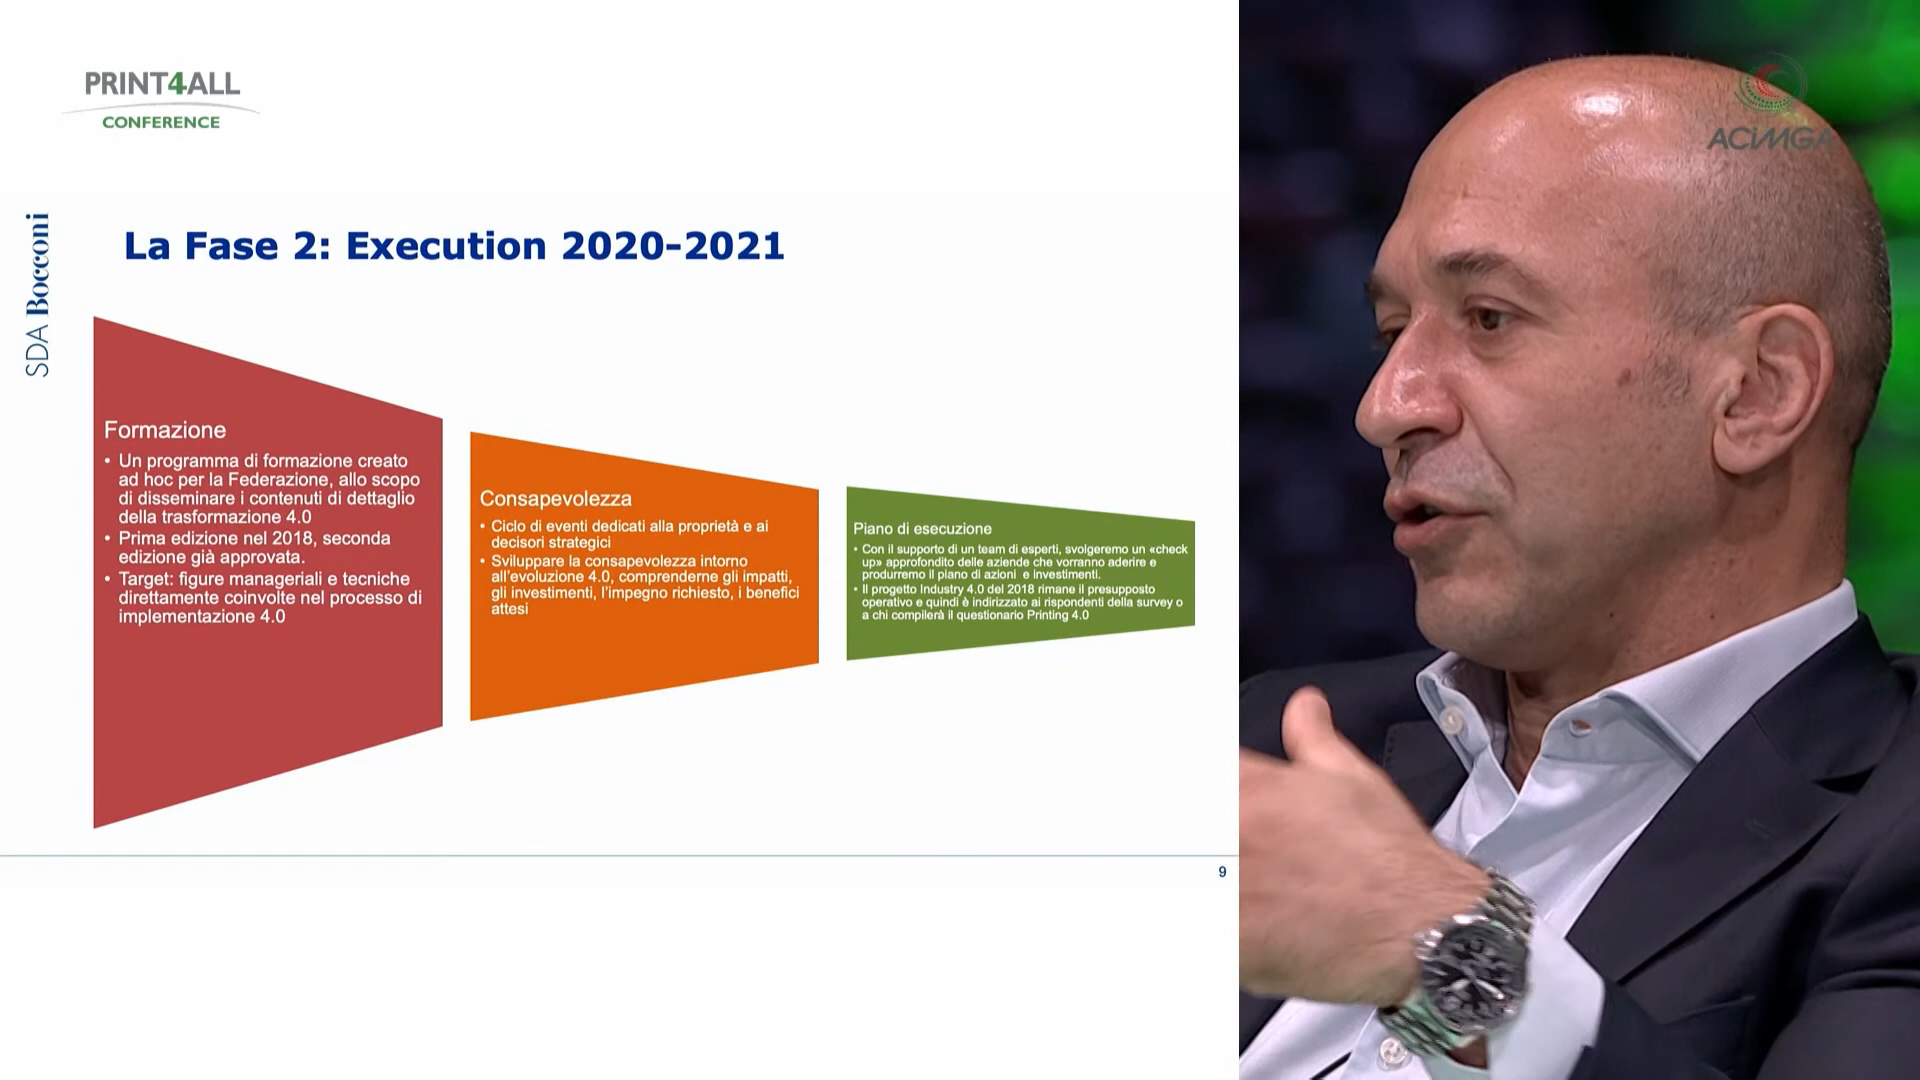 PRINT4ALL
CONFERENCE
ACIMGA
SDA Bocconi
La Fase 2: Execution 2020-2021
Formazione
• Un programma di formazione creato
ad hoc per la Federazione, allo scopo
di disseminare i contenuti di dettaglio
della trasformazione 4.0
• Prima edizione nel 2018, seconda
edizione già approvata.
• Target: figure manageriali e tecniche
direttamente coinvolte nel processo di
implementazione 4.0
Consapevolezza
• Ciclo di eventi dedicati alla proprietà e ai
decisori strategici
• Sviluppare la consapevolezza intorno
all'evoluzione 4.0, comprenderne gli impatti,
gli investimenti, l'impegno richiesto, i benefici
attesi
Piano di esecuzione
• Con il supporto di un team di esperti, svolgeremo un «check
up» approfondito delle aziende che vorranno aderire e
produrremo il piano di azioni e investimenti.
• Il progetto Industry 4.0 del 2018 rimane il presupposto
operativo e quindi è indirizzato ai rispondenti della survey o
a chi compilerà il questionario Printing 4.0
9